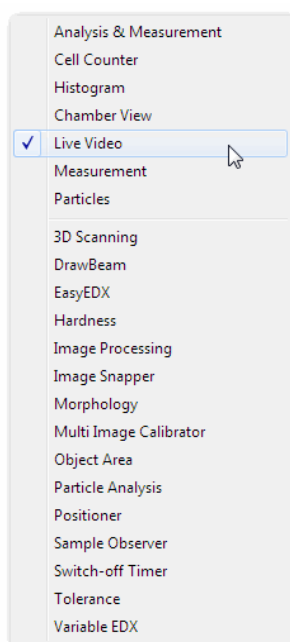 Analysis & Measurement
Cell Counter
Histogram
Chamber View
Live Video
Measurement
Particles
3D Scanning
DrawBeam
EasyEDX
Hardness
Image Processing
Image Snapper
Morphology
Multi Image Calibrator
Object Area
Particle Analysis
Positioner
Sample Observer
Switch-off Timer
Tolerance
Variable EDX